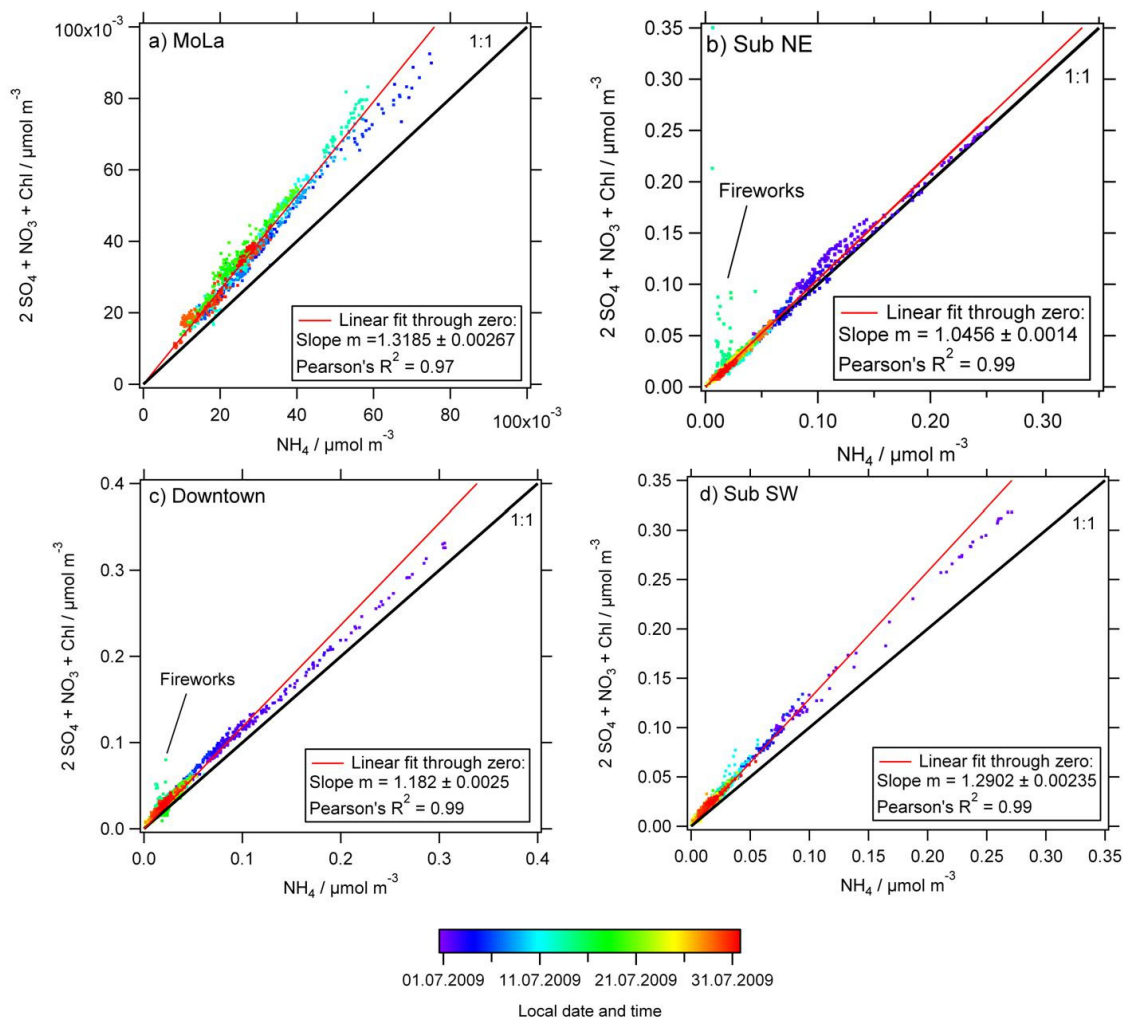 a) MoLa
1:1
100x10⁻³
80
60
40
20
0
2 SO₄ + NO₃ + Chl / µmol m⁻³
Linear fit through zero:
Slope m =1.3185 ± 0.00267
Pearson's R² = 0.97
0 20 40 60 80 100x10⁻³
NH₄ / µmol m⁻³
b) Sub NE
1:1
0.35
0.30
0.25
0.20
0.15
0.10
0.05
0.00
2 SO₄ + NO₃ + Chl / µmol m⁻³
Fireworks
Linear fit through zero:
Slope m = 1.0456 ± 0.0014
Pearson's R² = 0.99
0.00 0.10 0.20 0.30
NH₄ / µmol m⁻³
c) Downtown
1:1
0.4
0.3
0.2
0.1
0.0
2 SO₄ + NO₃ + Chl / µmol m⁻³
Fireworks
Linear fit through zero:
Slope m = 1.182 ± 0.0025
Pearson's R² = 0.99
0.0 0.1 0.2 0.3 0.4
NH₄ / µmol m⁻³
d) Sub SW
1:1
0.35
0.30
0.25
0.20
0.15
0.10
0.05
0.00
2 SO₄ + NO₃ + Chl / µmol m⁻³
Linear fit through zero:
Slope m = 1.2902 ± 0.00235
Pearson's R² = 0.99
0.00 0.05 0.10 0.15 0.20 0.25 0.30 0.35
NH₄ / µmol m⁻³
01.07.2009 11.07.2009 21.07.2009 31.07.2009
Local date and time